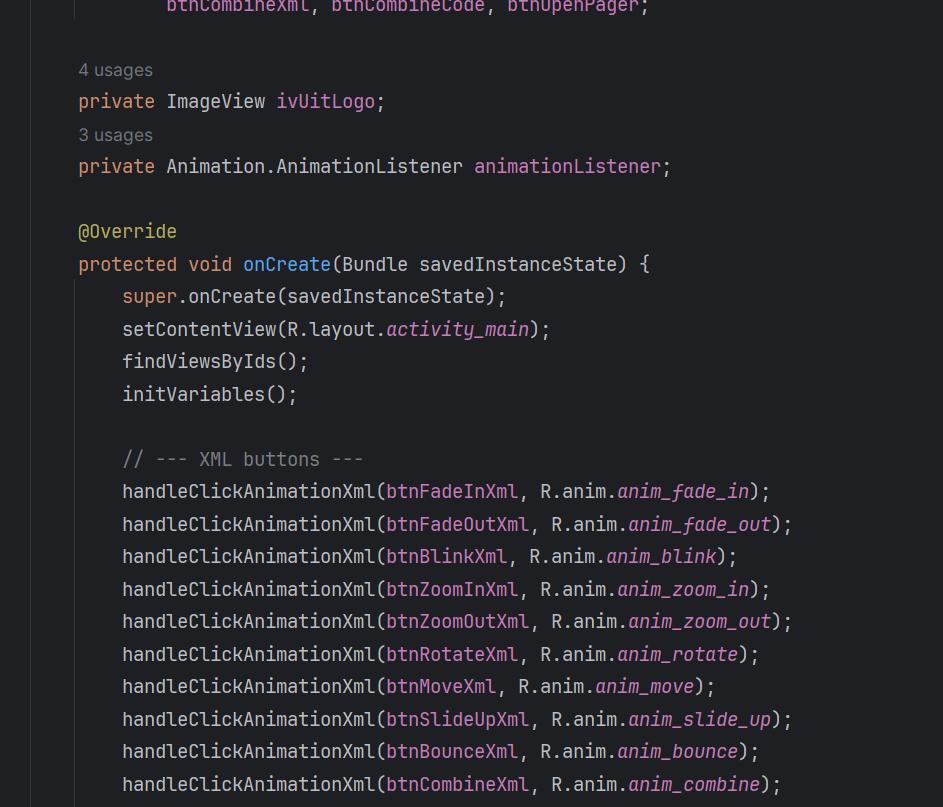 btnCombineXml, btnCombineCode, btnOpenPager;
4 usages
private ImageView ivUitLogo;
3 usages
private Animation.AnimationListener animationListener;
@Override
protected void onCreate(Bundle savedInstanceState) {
super.onCreate(savedInstanceState);
setContentView(R.layout.activity_main);
findViewsByIds();
initVariables();
// --- XML buttons ---
handleClickAnimationXml(btnFadeInXml, R.anim.anim_fade_in);
handleClickAnimationXml(btnFadeOutXml, R.anim.anim_fade_out);
handleClickAnimationXml(btnBlinkXml, R.anim.anim_blink);
handleClickAnimationXml(btnZoomInXml, R.anim.anim_zoom_in);
handleClickAnimationXml(btnZoomOutXml, R.anim.anim_zoom_out);
handleClickAnimationXml(btnRotateXml, R.anim.anim_rotate);
handleClickAnimationXml(btnMoveXml, R.anim.anim_move);
handleClickAnimationXml(btnSlideUpXml, R.anim.anim_slide_up);
handleClickAnimationXml(btnBounceXml, R.anim.anim_bounce);
handleClickAnimationXml(btnCombineXml, R.anim.anim_combine);